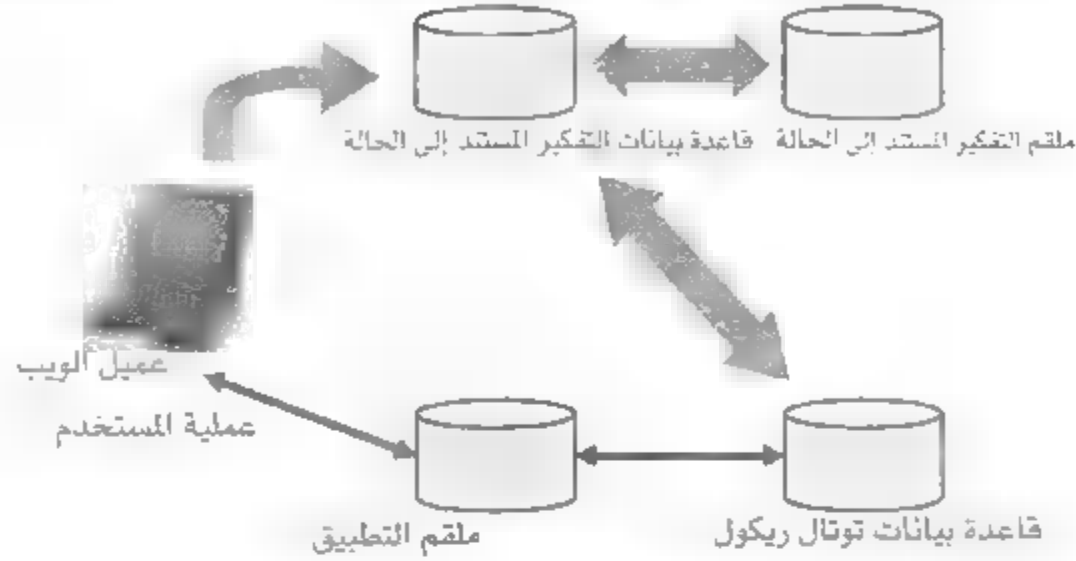 ملقم التفكير المستند إلى الحالة
قاعدة بيانات التفكير المستند إلى الحالة
عميل الويب
عملية المستخدم
قاعدة بيانات توتال ريكول
ملقم التطبيق